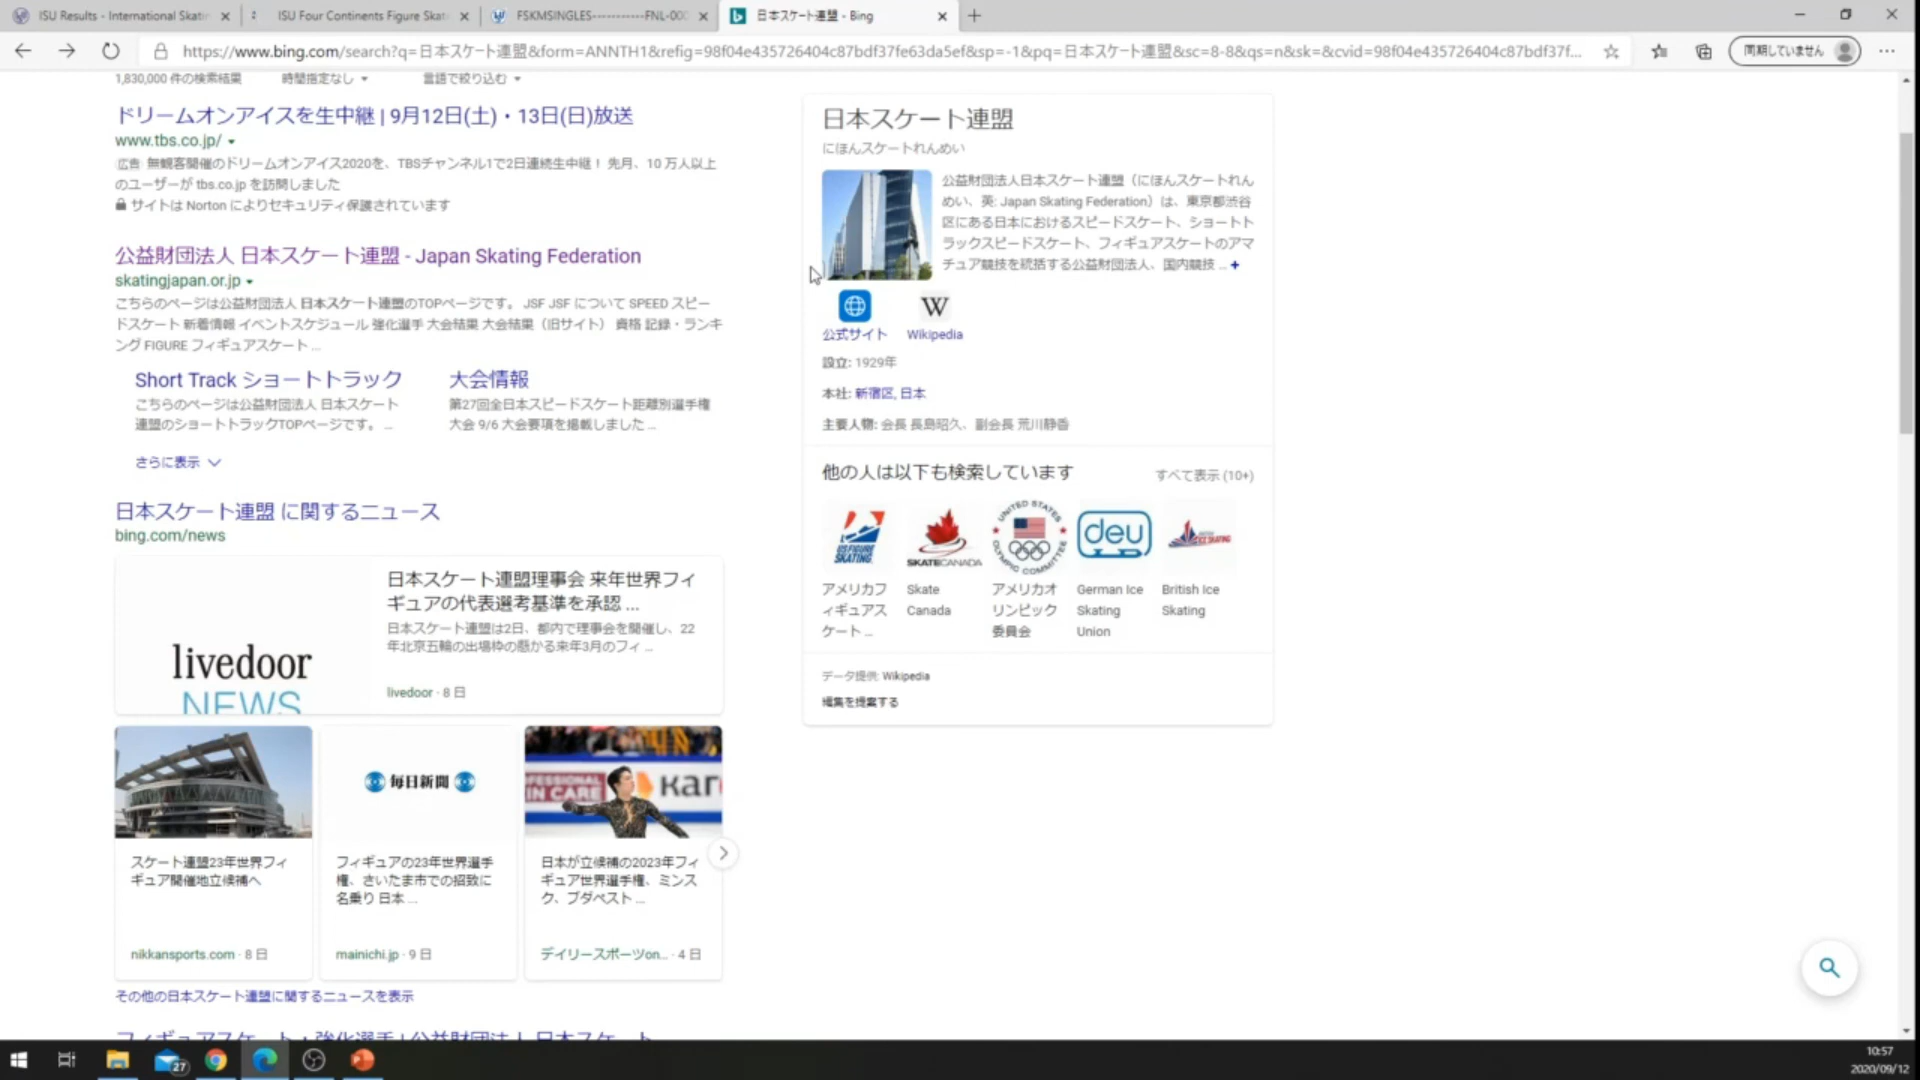 ISU Results - International Skatin
ISU Four Continents Figure Skat
FSKMSINGLES-----------FNL-000
日本スケート連盟 - Bing
https://www.bing.com/search?q=日本スケート連盟&form=ANNTH1&refig=98f04e435726404c87bdf37fe63da5ef&sp=-1&pq=日本スケート連盟&sc=8-8&qs=n&sk=&cvid=98f04e435726404c87bdf37f...
同期していません
1,830,000 件の検索結果
時間指定なし
言語で絞り込む
ドリームオンアイスを生中継 | 9月12日(土)・13日(日)放送
www.tbs.co.jp/
広告 無観客開催のドリームオンアイス2020を、TBSチャンネル1で2日連続生中継！ 先月、10 万人以上
のユーザーが tbs.co.jp を訪問しました
サイトは Norton によりセキュリティ保護されています
公益財団法人 日本スケート連盟 - Japan Skating Federation
skatingjapan.or.jp
こちらのページは公益財団法人 日本スケート連盟のTOPページです。 JSF JSF について SPEED スピー
ドスケート 新着情報 イベントスケジュール 強化選手 大会結果 大会結果（旧サイト） 資格 記録・ランキ
ング FIGURE フィギュアスケート ...
Short Track ショートトラック
こちらのページは公益財団法人 日本スケート
連盟のショートトラックTOPページです。 ...
大会情報
第27回全日本スピードスケート距離別選手権
大会 9/6 大会要項を掲載しました ...
さらに表示
日本スケート連盟 に関するニュース
bing.com/news
livedoor
NEWS
日本スケート連盟理事会 来年世界フィ
ギュアの代表選考基準を承認 ...
日本スケート連盟は2日、都内で理事会を開催し、22
年北京五輪の出場枠の懸かる来年3月のフィ ...
livedoor · 8 日
スケート連盟23年世界フィ
ギュア開催地立候補へ
nikkansports.com · 8 日
毎日新聞
フィギュアの23年世界選手
権、さいたま市での招致に
名乗り 日本 ...
mainichi.jp · 9 日
PROFESSIONAL
IN CARE
kar
日本が立候補の2023年フィ
ギュア世界選手権、ミンス
ク、ブダペスト ...
デイリースポーツon... · 4 日
その他の日本スケート連盟に関するニュースを表示
フィギュアスケート・強化選手 | 公益財団法人 日本スケート
日本スケート連盟
にほんスケートれんめい
公益財団法人日本スケート連盟（にほんスケートれん
めい、英: Japan Skating Federation）は、東京都渋谷
区にある日本におけるスピードスケート、ショートト
ラックスピードスケート、フィギュアスケートのアマ
チュア競技を統括する公益財団法人、国内競技 ... +
W
公式サイト
Wikipedia
設立: 1929年
本社: 新宿区, 日本
主要人物: 会長 長島昭久、副会長 荒川静香
他の人は以下も検索しています
すべて表示 (10+)
US FIGURE
SKATING
SKATECANADA
UNITED STATES
OLYMPIC COMMITTEE
deu
ICE SKATING
アメリカフ
ィギュアス
ケート ...
Skate
Canada
アメリカオ
リンピック
委員会
German Ice
Skating
Union
British Ice
Skating
データ提供: Wikipedia
編集を提案する
27
10:57
2020/09/12